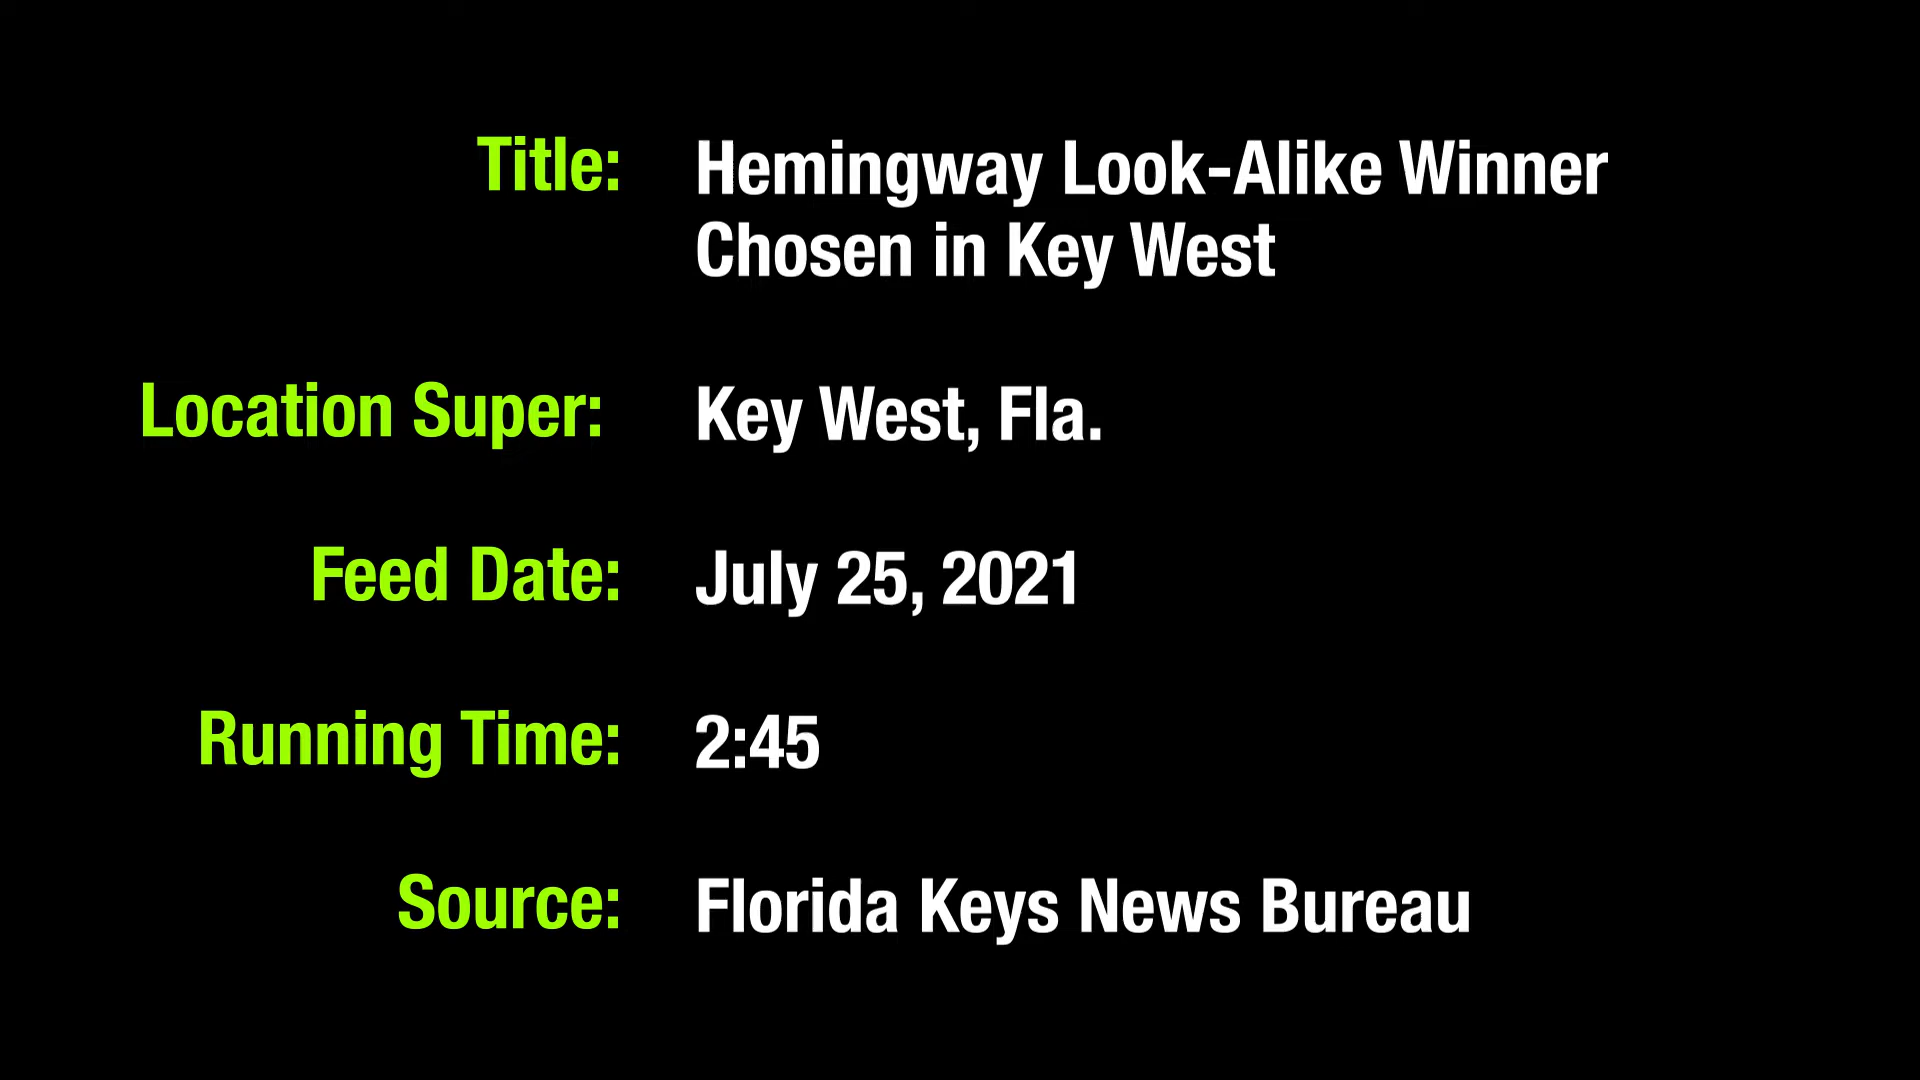 Title: Hemingway Look-Alike Winner
Chosen in Key West
Location Super: Key West, Fla.
Feed Date: July 25, 2021
Running Time: 2:45
Source: Florida Keys News Bureau